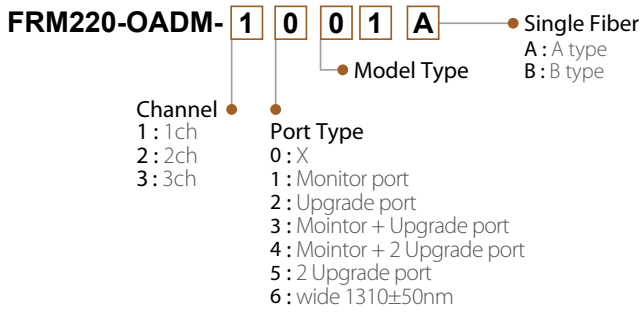 FRM220-OADM- 1 0 0 1 A Single Fiber
A : A type
B : B type
Model Type
Channel
1 : 1ch
2 : 2ch
3 : 3ch
Port Type
0 : X
1 : Monitor port
2 : Upgrade port
3 : Mointor + Upgrade port
4 : Mointor + 2 Upgrade port
5 : 2 Upgrade port
6 : wide 1310±50nm